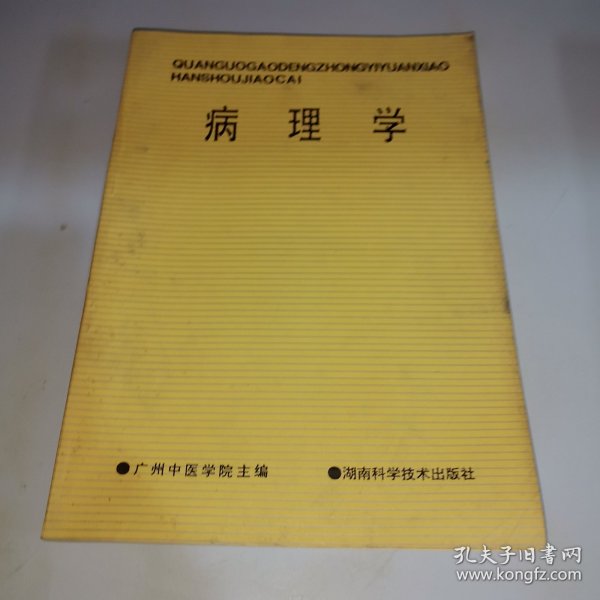 QUANGUOGAODENGZHONGYIYUANXIAO
HANSHOUJIAOCAI
病理学
●广州中医学院主编
●湖南科学技术出版社
孔夫子旧书网
www.kongfz.com